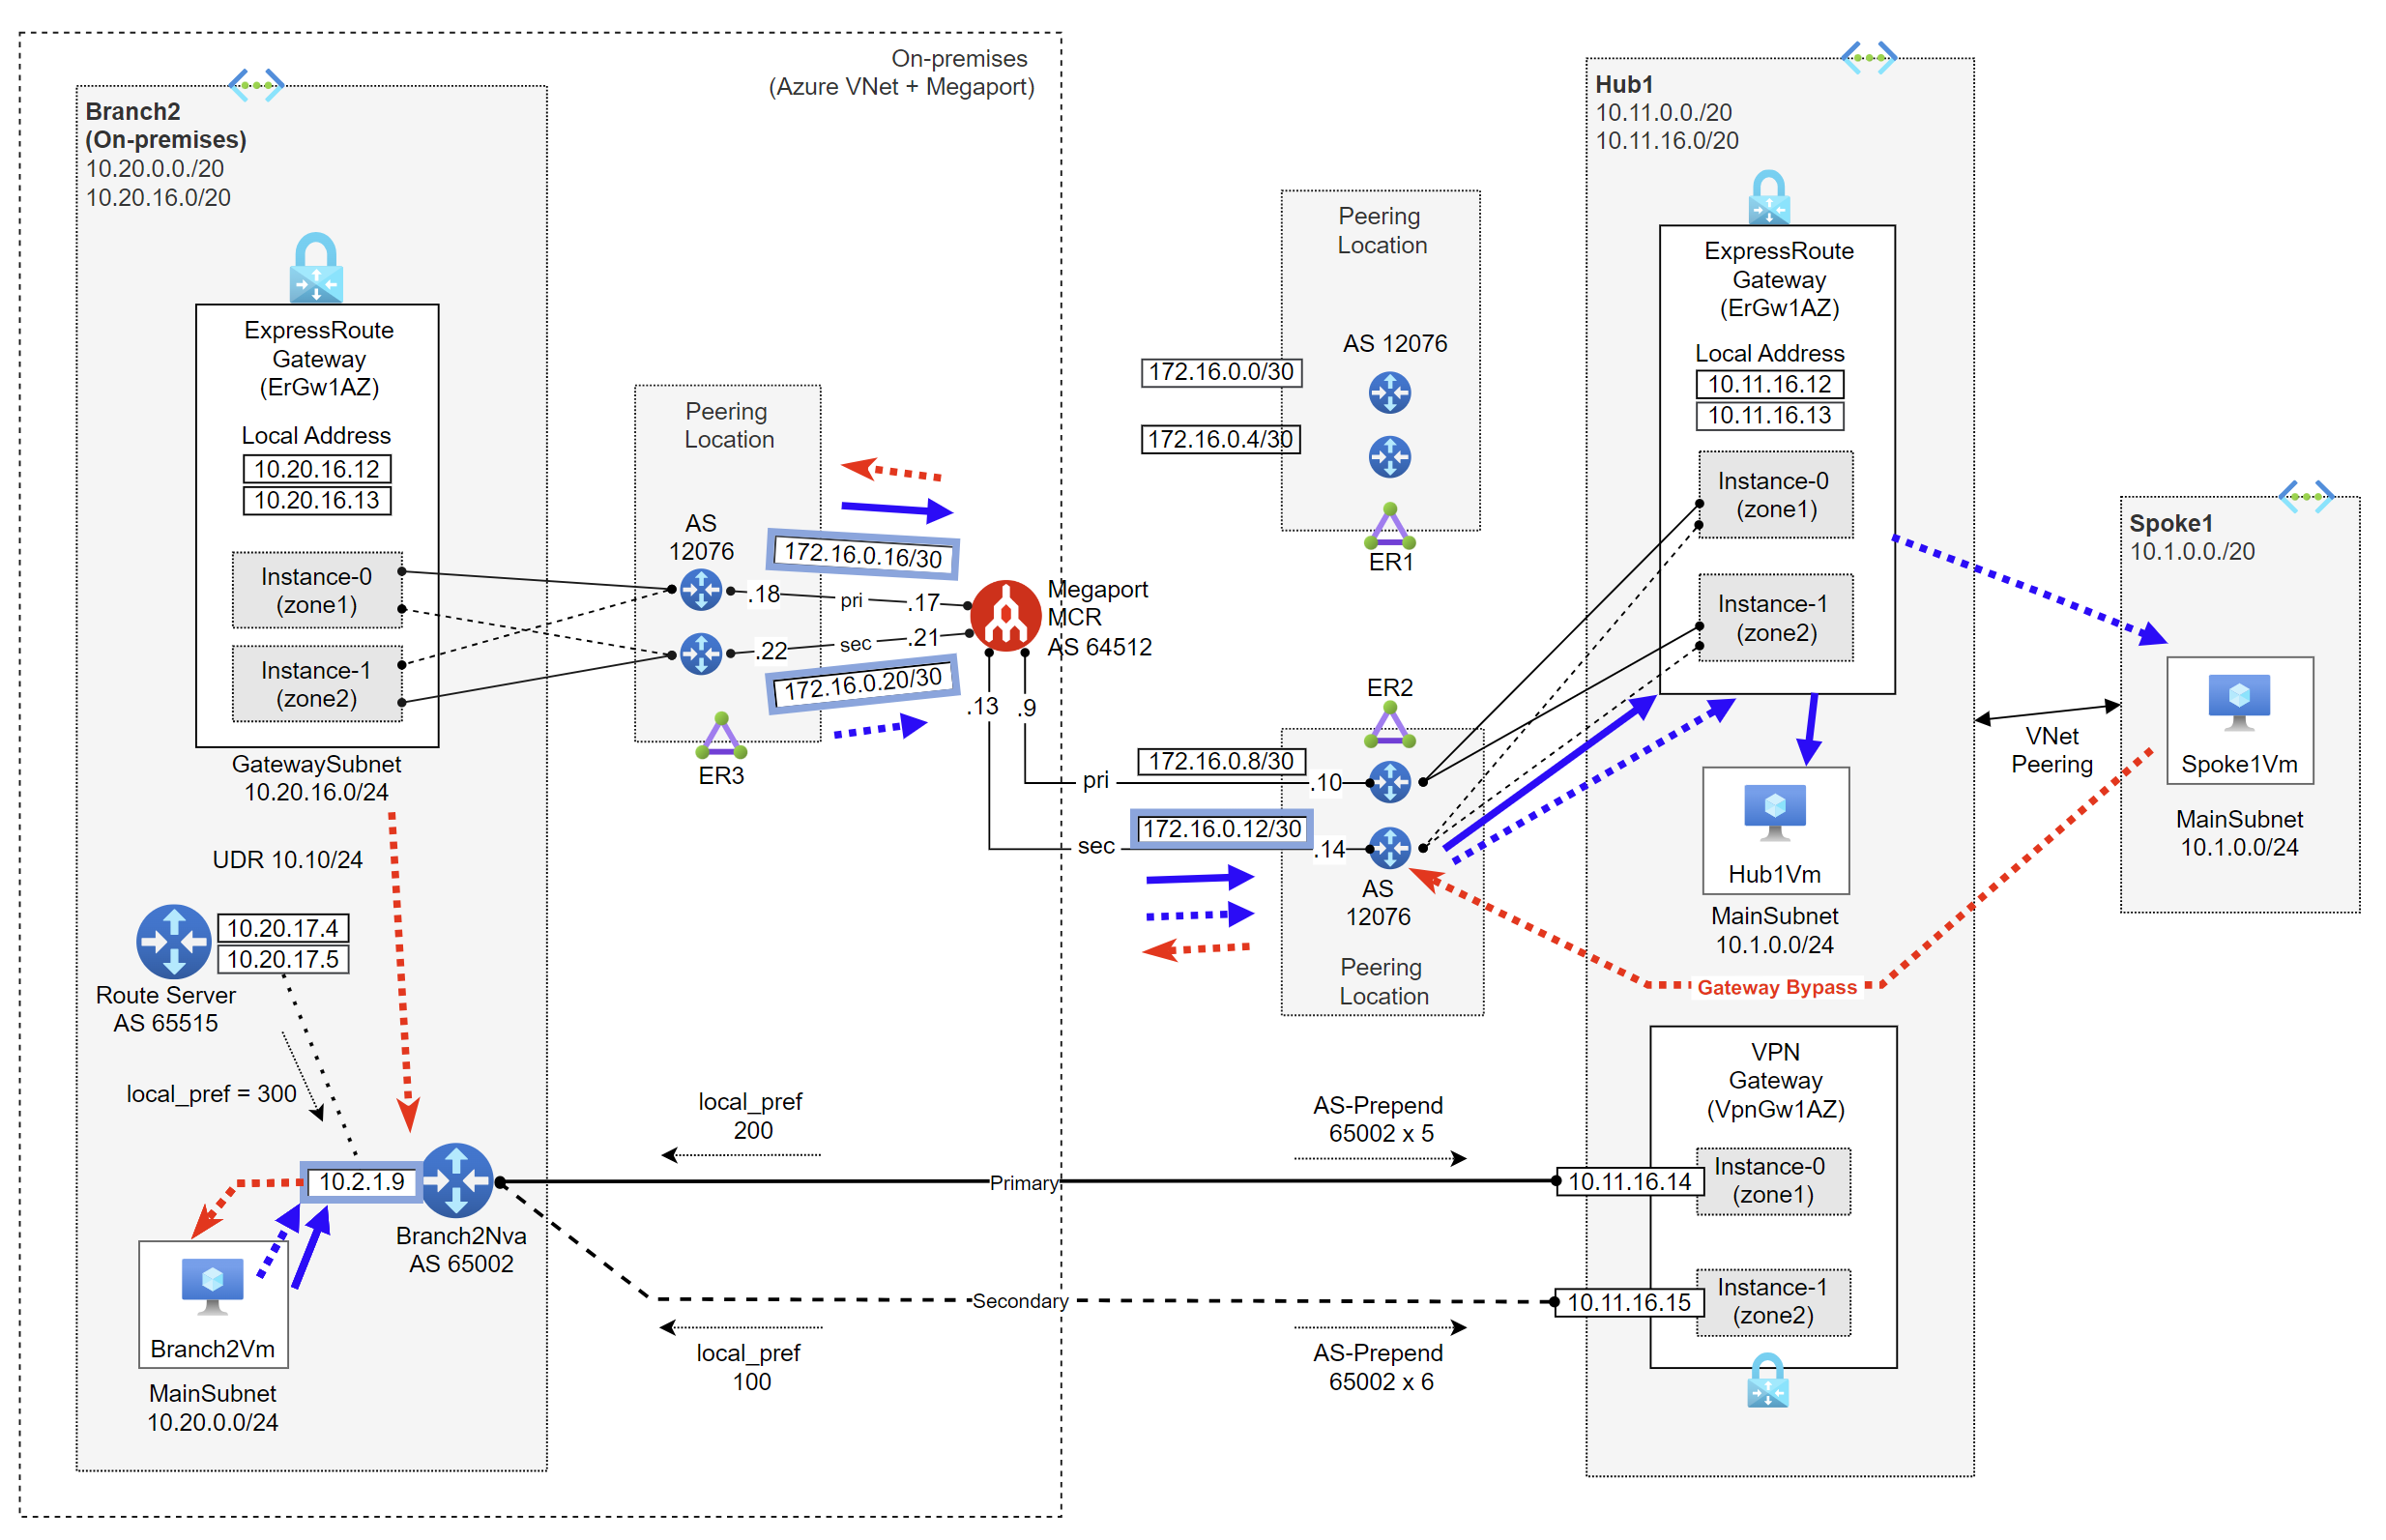 On-premises
(Azure VNet + Megaport)
Branch2
(On-premises)
10.20.0.0./20
10.20.16.0/20
ExpressRoute
Gateway
(ErGw1AZ)
Local Address
10.20.16.12
10.20.16.13
Instance-0
(zone1)
Instance-1
(zone2)
GatewaySubnet
10.20.16.0/24
UDR 10.10/24
10.20.17.4
10.20.17.5
Route Server
AS 65515
local_pref = 300
10.2.1.9
Branch2Nva
AS 65002
Branch2Vm
MainSubnet
10.20.0.0/24
Peering
Location
AS
12076
172.16.0.16/30
.18
pri
.17
.22
sec
.21
172.16.0.20/30
ER3
Megaport
MCR
AS 64512
.13
.9
Peering
Location
AS 12076
172.16.0.0/30
172.16.0.4/30
ER1
ER2
172.16.0.8/30
pri
.10
172.16.0.12/30
sec
.14
AS
12076
Peering
Location
local_pref
200
AS-Prepend
65002 x 5
Primary
Secondary
local_pref
100
AS-Prepend
65002 x 6
Hub1
10.11.0.0./20
10.11.16.0/20
ExpressRoute
Gateway
(ErGw1AZ)
Local Address
10.11.16.12
10.11.16.13
Instance-0
(zone1)
Instance-1
(zone2)
Hub1Vm
MainSubnet
10.1.0.0/24
Gateway Bypass
VPN
Gateway
(VpnGw1AZ)
10.11.16.14
Instance-0
(zone1)
10.11.16.15
Instance-1
(zone2)
VNet
Peering
Spoke1
10.1.0.0./20
Spoke1Vm
MainSubnet
10.1.0.0/24